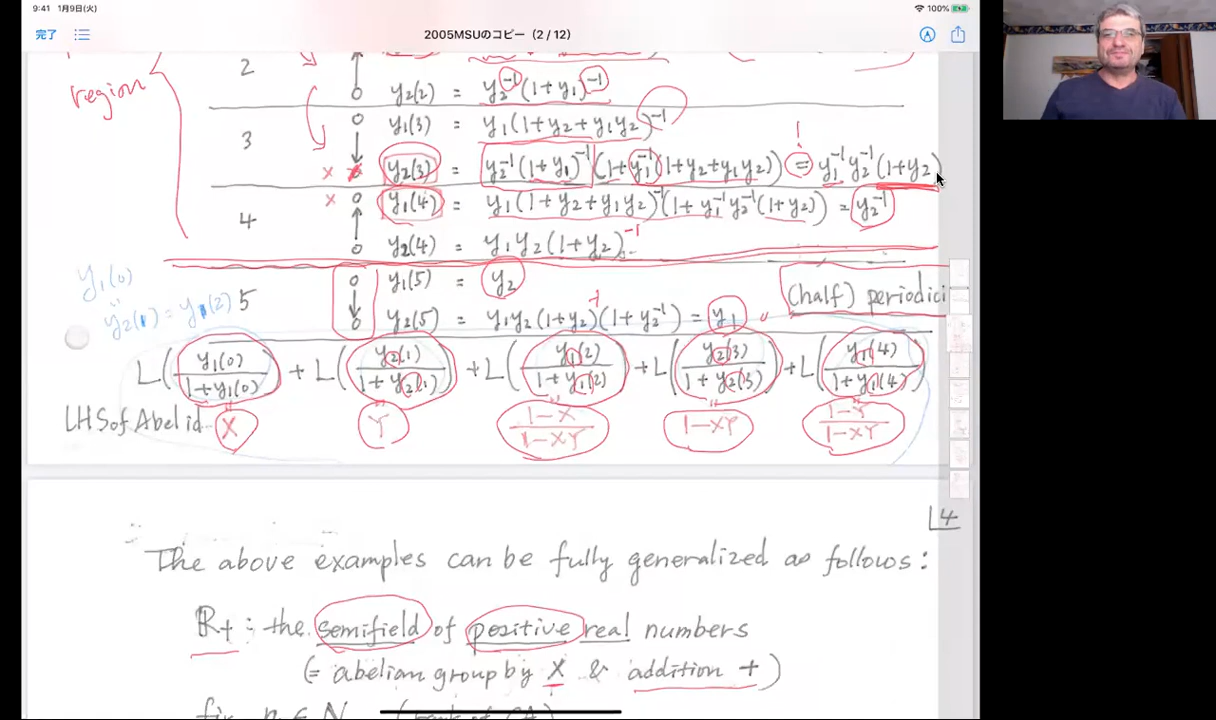 9:41 1月9日(火)
100%
完了
2005MSUのコピー（2 / 12）
region
2
y₂(2) = y₂⁻¹(1+y₁)⁻¹
3
y₁(3) = y₁(1+y₂+y₁y₂)⁻¹
!
× × y₂(3) = y₂⁻¹(1+y₁)⁻¹(1+y₁⁻¹(1+y₂+y₁y₂)) = y₁⁻¹y₂⁻¹(1+y₂)
× y₁(4) = y₁(1+y₂+y₁y₂)⁻¹(1+y₁⁻¹y₂⁻¹(1+y₂)) = y₂⁻¹
4
y₂(4) = y₁y₂(1+y₂)⁻¹
y₁(0)
y₂(1) = y₁(2)
5
y₁(5) = y₂
(half) periodici
y₂(5) = y₁y₂(1+y₂)⁻¹(1+y₂⁻¹) = y₁
L(y₁(0)/1+y₁(0)) + L(y₂(1)/1+y₂(1)) + L(y₁(2)/1+y₁(2)) + L(y₂(3)/1+y₂(3)) + L(y₁(4)/1+y₁(4))
LHS of Abel id. X Y 1-X/1-XY 1-XY 1-Y/1-XY
4
The above examples can be fully generalized as follows:
R₊ : the semifield of positive real numbers
(= abelian group by × & addition +)
fix n ∈ N